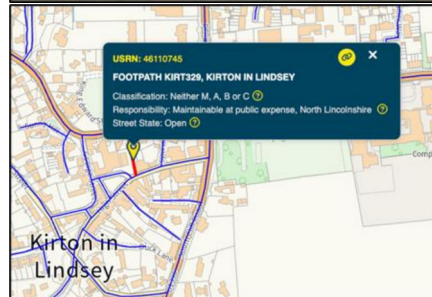 USRN: 46110745
FOOTPATH KIRT329, KIRTON IN LINDSEY
Classification: Neither M, A, B or C ?
Responsibility: Maintainable at public expense, North Lincolnshire ?
Street State: Open ?
Comp
Kirton in
Lindsey